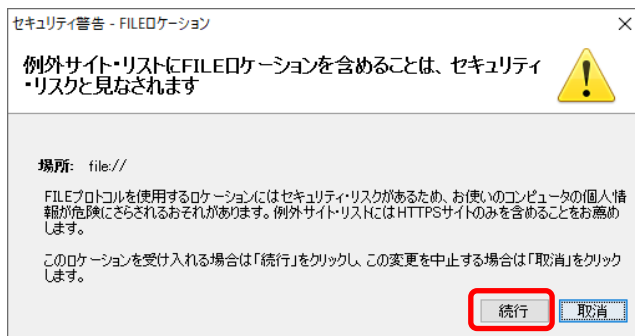 セキュリティ警告 - FILEロケーション
例外サイト・リストにFILEロケーションを含めることは、セキュリティ
・リスクと見なされます
場所: file://
FILEプロトコルを使用するロケーションにはセキュリティ・リスクがあるため、お使いのコンピュータの個人情
報が危険にさらされるおそれがあります。例外サイト・リストにはHTTPSサイトのみを含めることをお薦め
します。
このロケーションを受け入れる場合は「続行」をクリックし、この変更を中止する場合は「取消」をクリック
します。
続行 取消